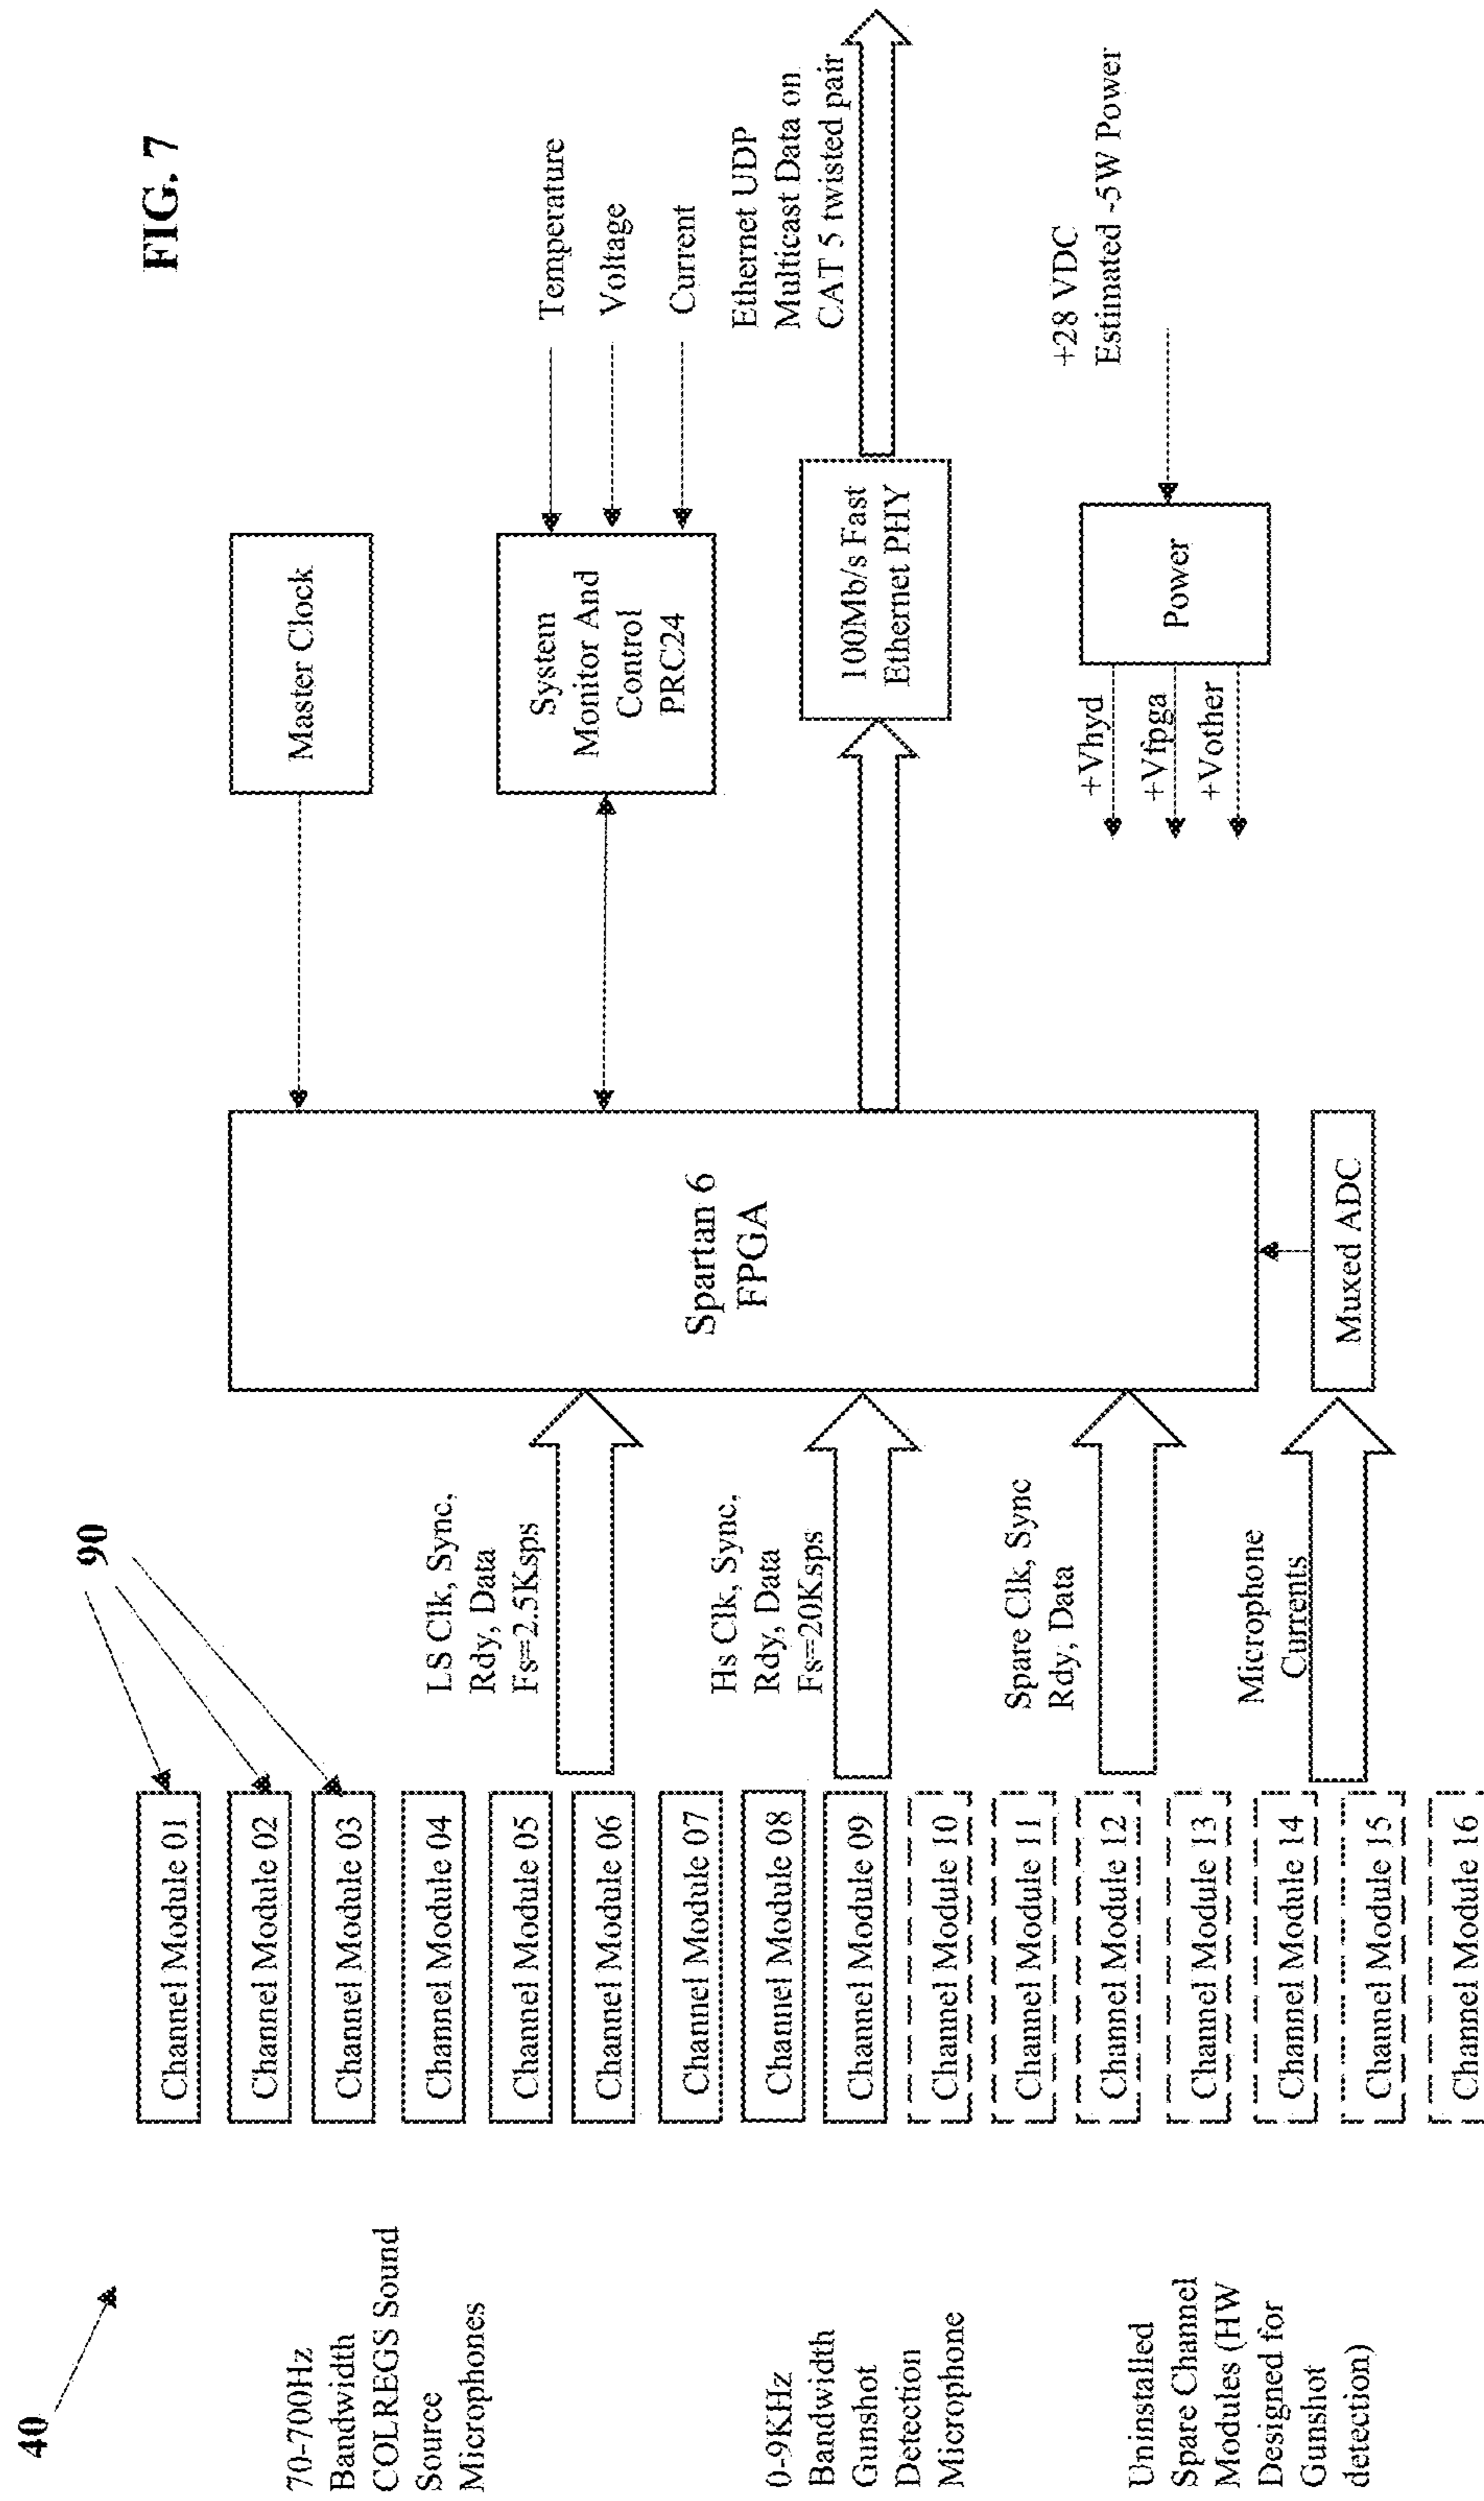 FIG. 7
40
90
70-700Hz
Bandwidth
COLREGS Sound
Source
Microphones
0-9KHz
Bandwidth
Gunshot
Detection
Microphone
Uninstalled
Spare Channel
Modules (HW
Designed for
Gunshot
detection)
Channel Module 01
Channel Module 02
Channel Module 03
Channel Module 04
Channel Module 05
Channel Module 06
Channel Module 07
Channel Module 08
Channel Module 09
Channel Module 10
Channel Module 11
Channel Module 12
Channel Module 13
Channel Module 14
Channel Module 15
Channel Module 16
LS Clk, Sync,
Rdy, Data
Fs=2.5Ksps
Hs Clk, Sync,
Rdy, Data
Fs=20Ksps
Spare Clk, Sync
Rdy, Data
Microphone
Currents
Spartan 6
FPGA
Muxed ADC
Master Clock
System
Monitor And
Control
PRC24
Temperature
Voltage
Current
100Mb/s Fast
Ethernet PHY
Ethernet UDP
Multicast Data on
CAT 5 twisted pair
+28 VDC
Estimated ~5W Power
Power
+Vhyd
+Vfpga
+Vother